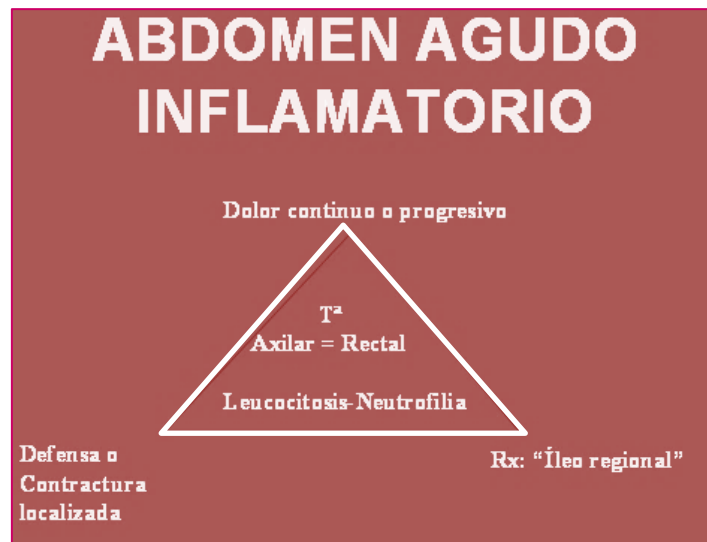 ABDOMEN AGUDO
INFLAMATORIO
Dolor continuo o progresivo
Tª
Axilar = Rectal
Leucocitosis-Neutrofilia
Defensa o
Contractura
localizada
Rx: “Íleo regional”